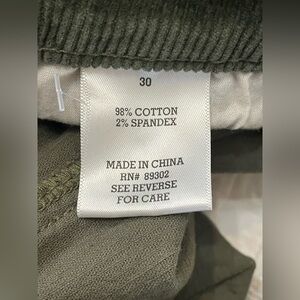 30
98% COTTON
2% SPANDEX
MADE IN CHINA
RN# 89302
SEE REVERSE
FOR CARE